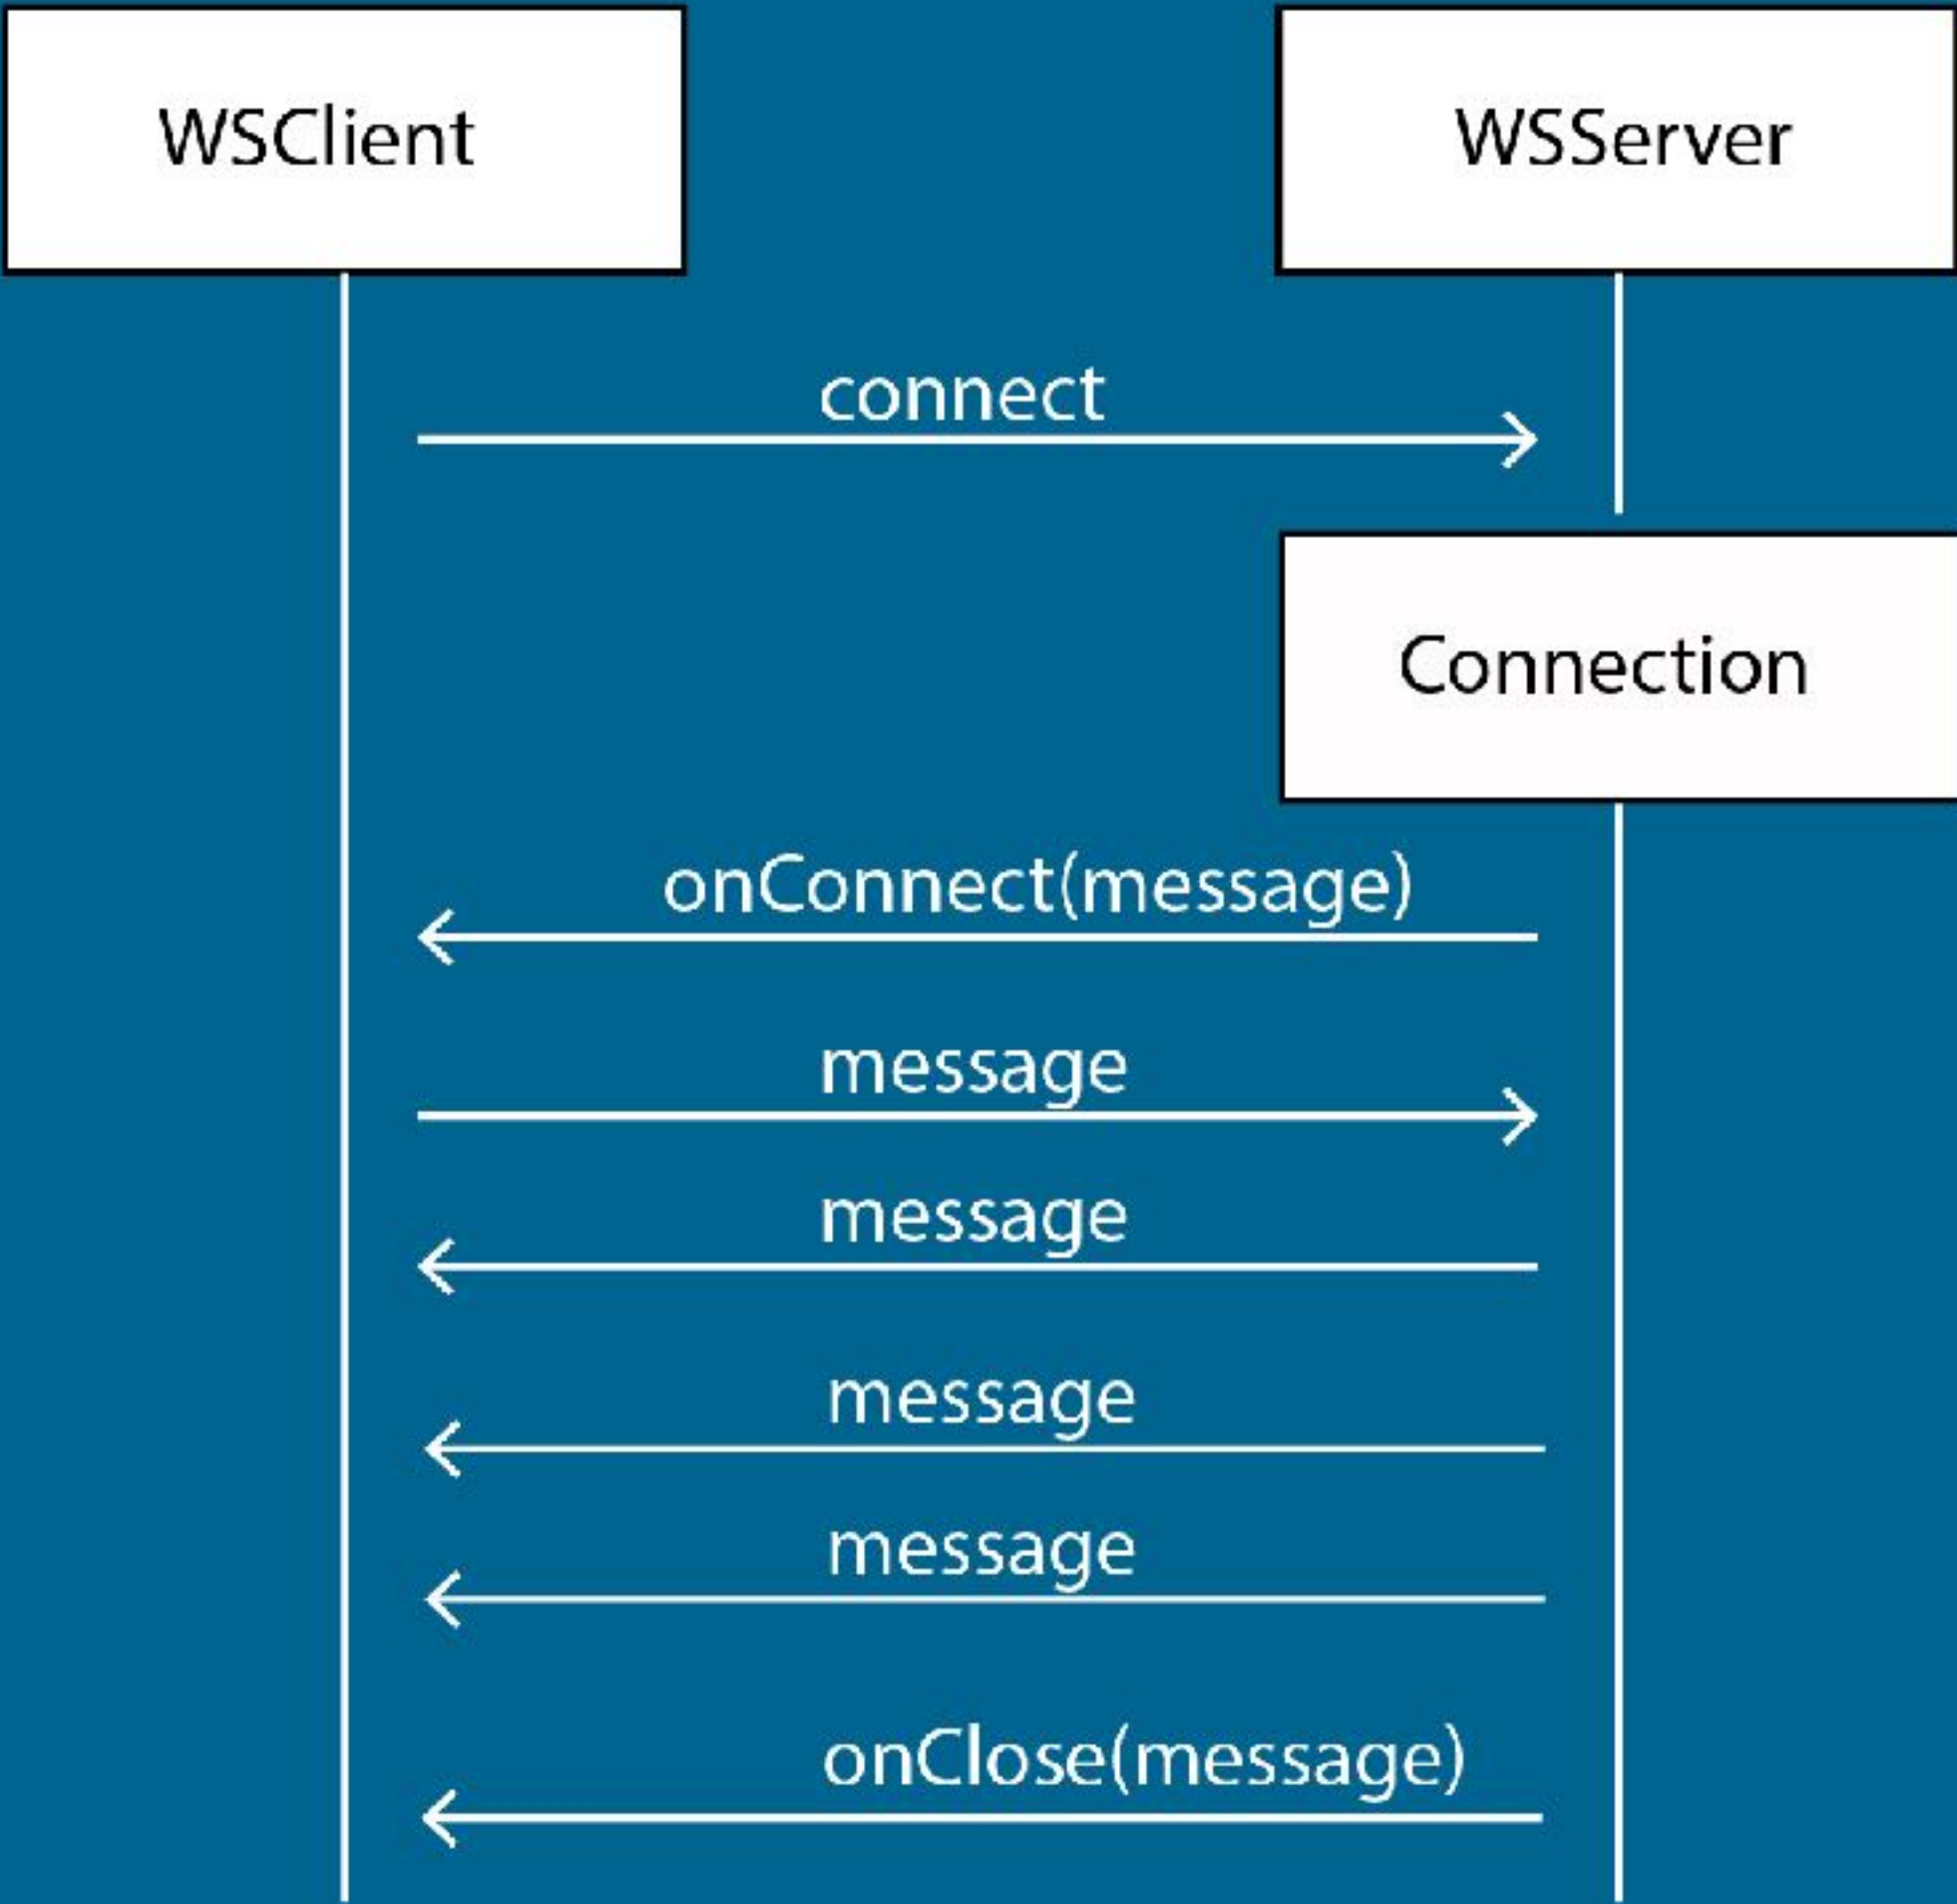 WSClient
WSServer
connect
Connection
onConnect(message)
message
message
message
message
onClose(message)